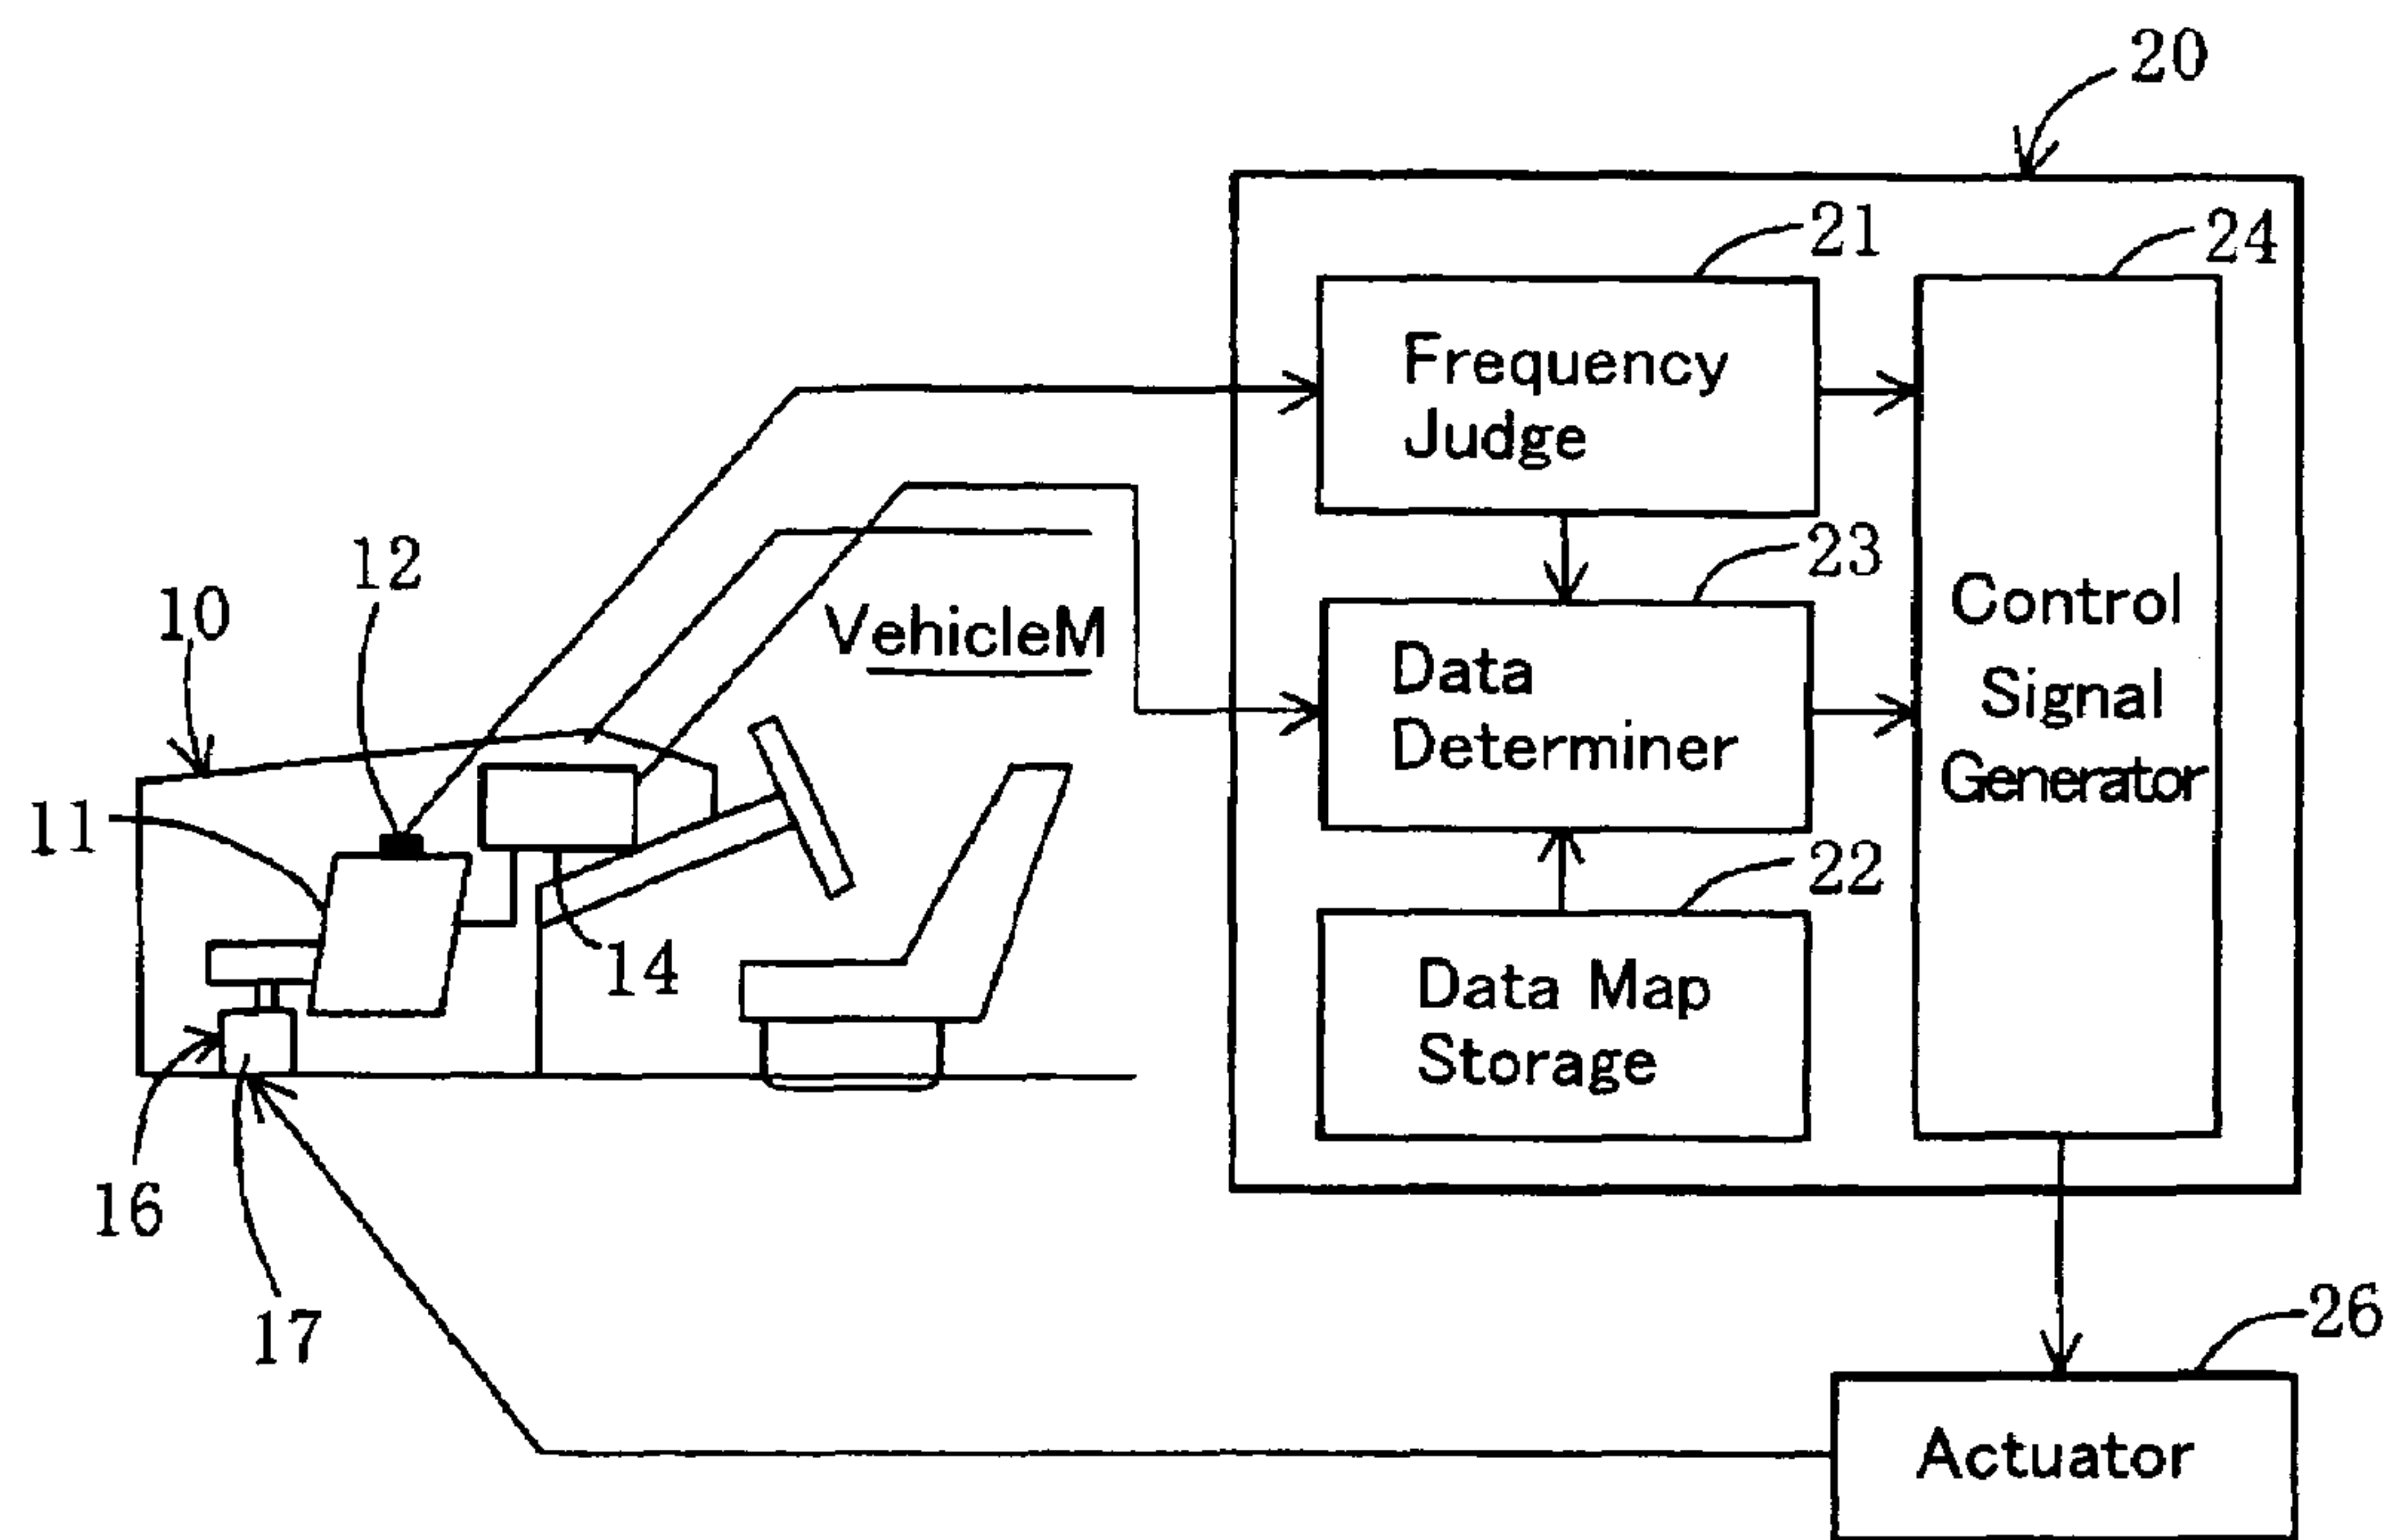 20
21
24
Frequency
Judge
12
23
10
VehicleM
Control
Data
Signal
Determiner
Generator
11
22
14
Data Map
Storage
16
17
26
Actuator